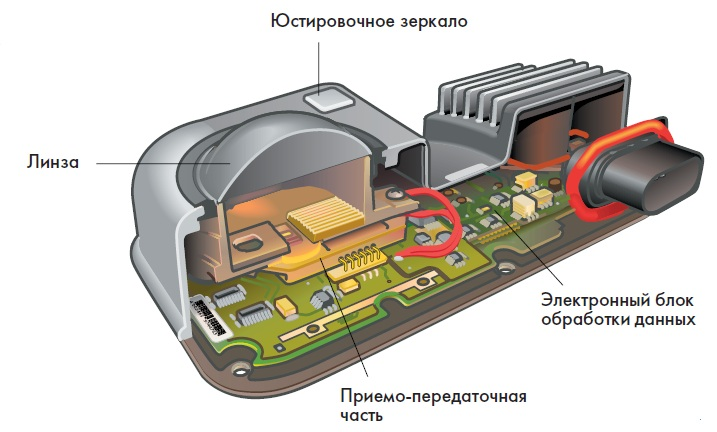 Юстировочное зеркало
Линза
Электронный блок
обработки данных
Приемо-передаточная
часть